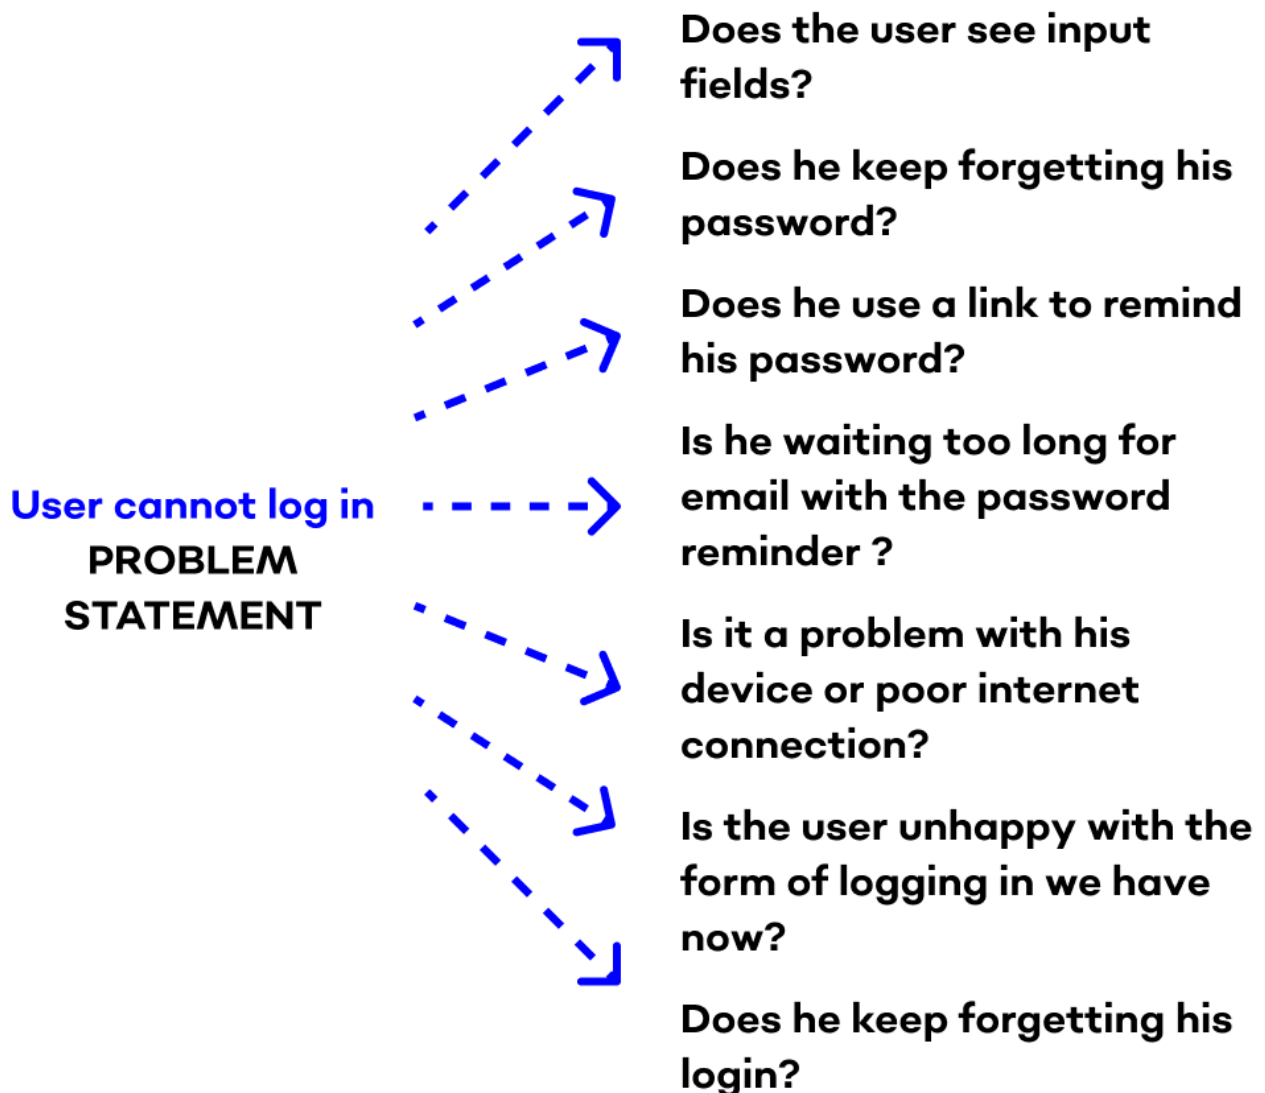 Does the user see input
fields?
Does he keep forgetting his
password?
Does he use a link to remind
his password?
Is he waiting too long for
email with the password
reminder ?
User cannot log in
PROBLEM
STATEMENT
Is it a problem with his
device or poor internet
connection?
Is the user unhappy with the
form of logging in we have
now?
Does he keep forgetting his
login?